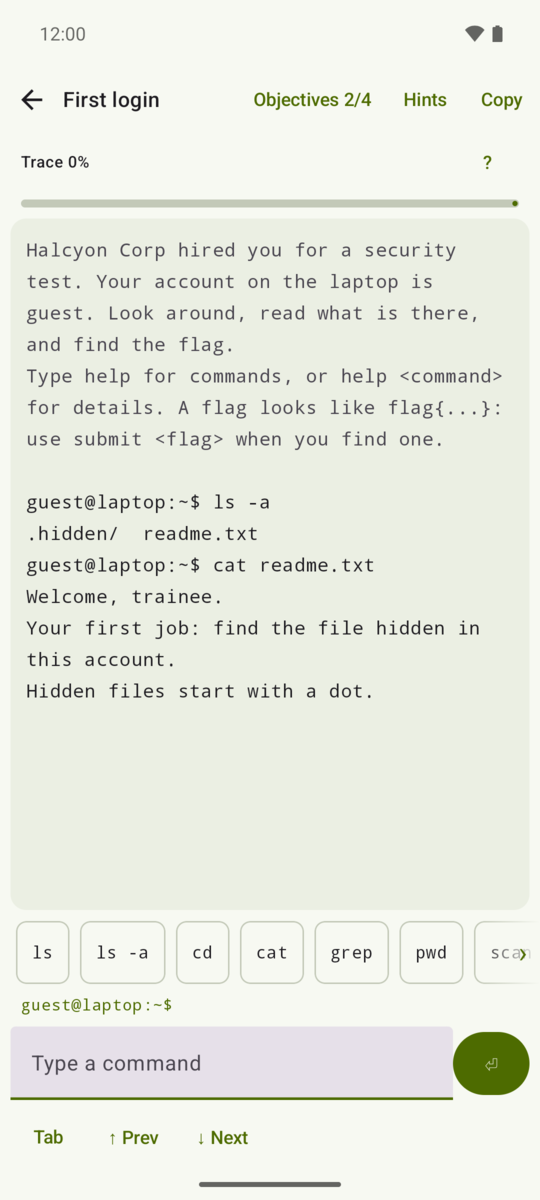 12:00
First login
Objectives 2/4
Hints
Copy
Trace 0%
?
Halcyon Corp hired you for a security
test. Your account on the laptop is
guest. Look around, read what is there,
and find the flag.
Type help for commands, or help <command>
for details. A flag looks like flag{...}:
use submit <flag> when you find one.
guest@laptop:~$ ls -a
.hidden/  readme.txt
guest@laptop:~$ cat readme.txt
Welcome, trainee.
Your first job: find the file hidden in
this account.
Hidden files start with a dot.
ls
ls -a
cd
cat
grep
pwd
scan
guest@laptop:~$
Type a command
Tab
↑ Prev
↓ Next